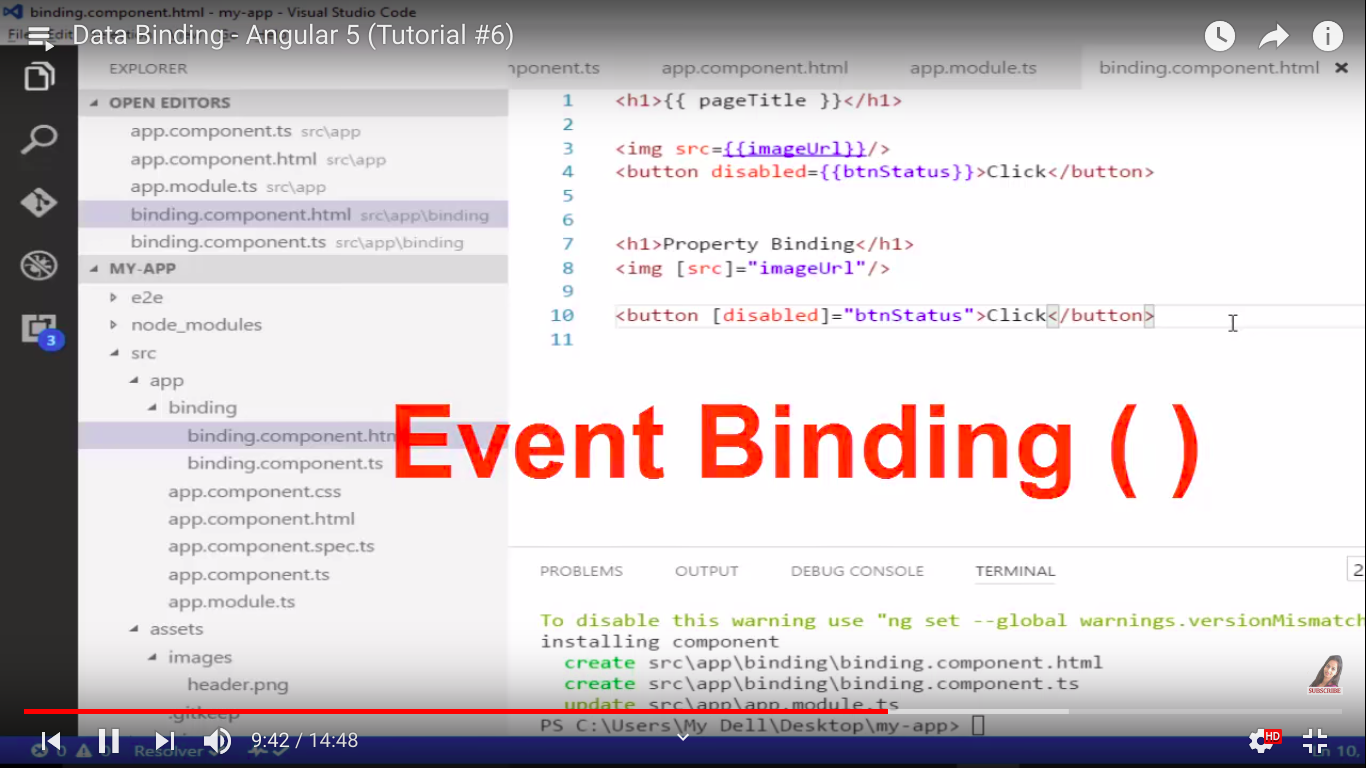 binding.component.html - my-app - Visual Studio Code
File Edit
Data Binding - Angular 5 (Tutorial #6)
EXPLORER
OPEN EDITORS
app.component.ts src\app
app.component.html src\app
app.module.ts src\app
binding.component.html src\app\binding
binding.component.ts src\app\binding
MY-APP
e2e
node_modules
src
app
binding
binding.component.htm
binding.component.ts
app.component.css
app.component.html
app.component.spec.ts
app.component.ts
app.module.ts
assets
images
header.png
.gitkeep
3
nponent.ts app.component.html app.module.ts binding.component.html
1 <h1>{{ pageTitle }}</h1>
2
3 <img src={{imageUrl}}/>
4 <button disabled={{btnStatus}}>Click</button>
5
6
7 <h1>Property Binding</h1>
8 <img [src]="imageUrl"/>
9
10 <button [disabled]="btnStatus">Click</button>
11
Event Binding ( )
PROBLEMS OUTPUT DEBUG CONSOLE TERMINAL 2
To disable this warning use "ng set --global warnings.versionMismatch
installing component
create src\app\binding\binding.component.html
create src\app\binding\binding.component.ts
update src\app\app.module.ts
PS C:\Users\My Dell\Desktop\my-app>
SUBSCRIBE
9:42 / 14:48
HD
0 0 Resolver
Ln 10,